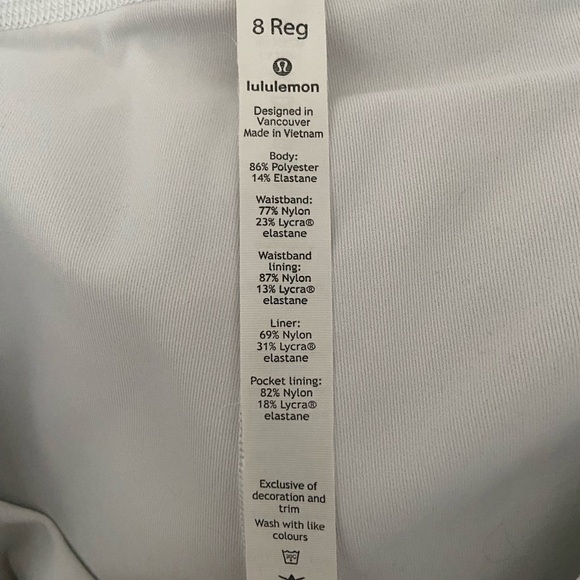 8 Reg
lululemon
Designed in
Vancouver
Made in Vietnam
Body:
86% Polyester
14% Elastane
Waistband:
77% Nylon
23% Lycra®
elastane
Waistband
lining:
87% Nylon
13% Lycra®
elastane
Liner:
69% Nylon
31% Lycra®
elastane
Pocket lining:
82% Nylon
18% Lycra®
elastane
Exclusive of
decoration and
trim
Wash with like
colours